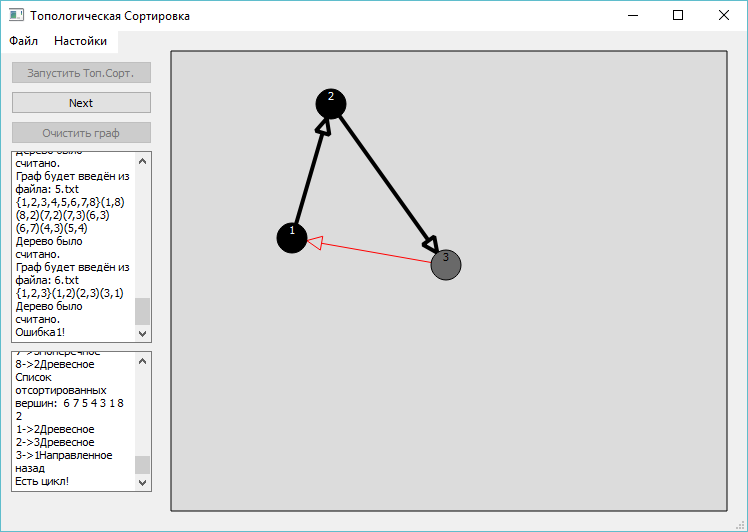 Топологическая Сортировка
Файл Настойки
Запустить Топ.Сорт.
Next
Очистить граф
Дерево было
считано.
Граф будет введён из
файла: 5.txt
{1,2,3,4,5,6,7,8}(1,8)
(8,2)(7,2)(7,3)(6,3)
(6,7)(4,3)(5,4)
Дерево было
считано.
Граф будет введён из
файла: 6.txt
{1,2,3}(1,2)(2,3)(3,1)
Дерево было
считано.
Ошибка1!
7->3Поперечное
8->2Древесное
Список
отсортированных
вершин: 6 7 5 4 3 1 8
2
1->2Древесное
2->3Древесное
3->1Направленное
назад
Есть цикл!
2
1
3